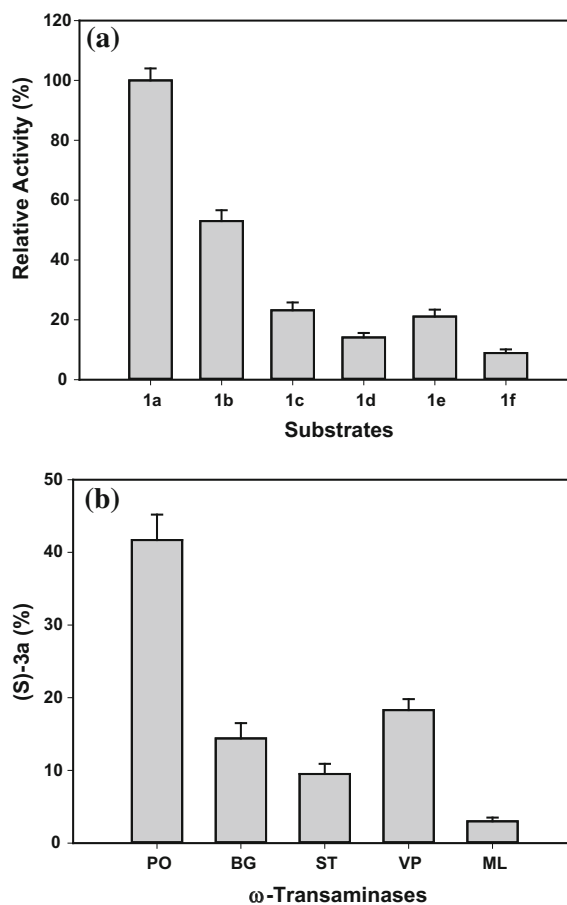 (a)
Relative Activity (%)
120
100
80
60
40
20
0
1a 1b 1c 1d 1e 1f
Substrates
(b)
(S)-3a (%)
50
40
30
20
10
0
PO BG ST VP ML
ω-Transaminases